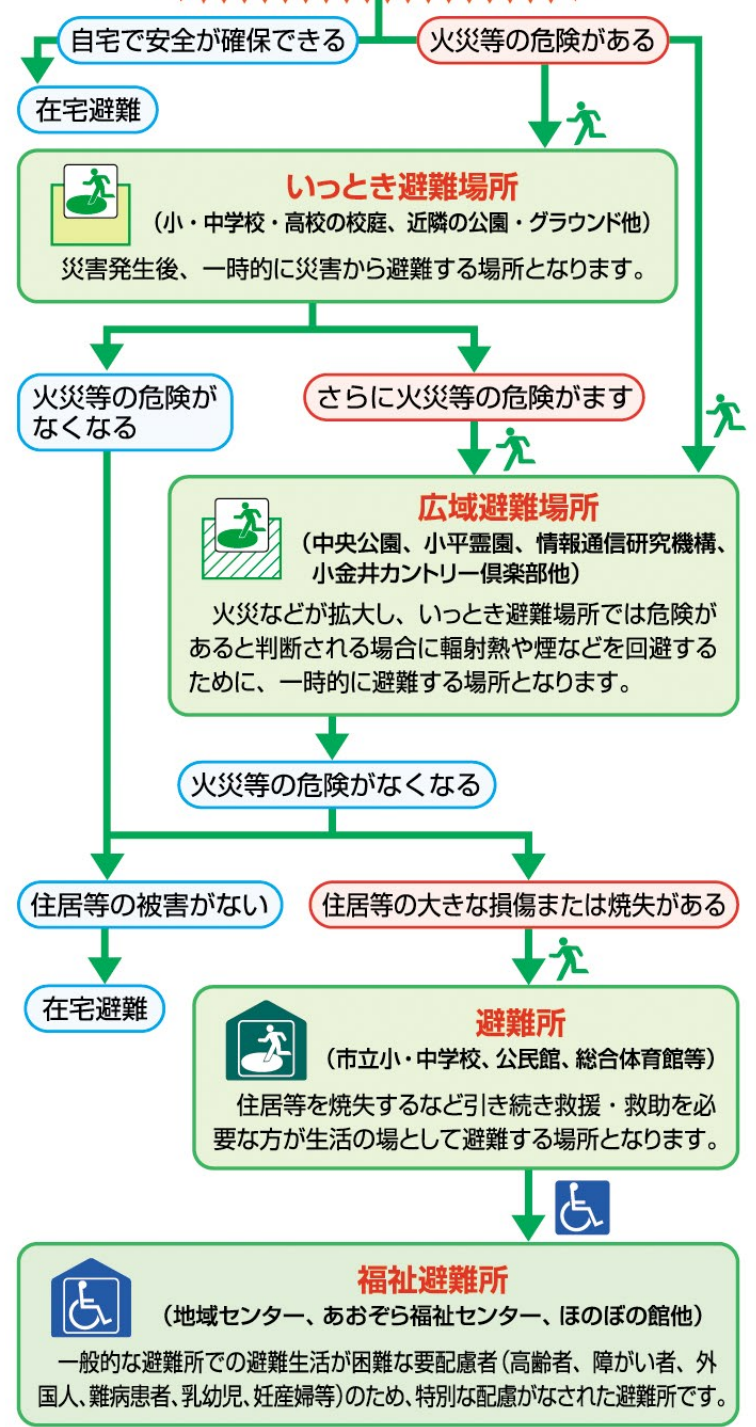 自宅で安全が確保できる
火災等の危険がある
在宅避難
いっとき避難場所
（小・中学校・高校の校庭、近隣の公園・グラウンド他）
災害発生後、一時的に災害から避難する場所となります。
火災等の危険が
なくなる
さらに火災等の危険がます
広域避難場所
（中央公園、小平霊園、情報通信研究機構、
小金井カントリー倶楽部他）
火災などが拡大し、いっとき避難場所では危険が
あると判断される場合に輻射熱や煙などを回避する
ために、一時的に避難する場所となります。
火災等の危険がなくなる
住居等の被害がない
住居等の大きな損傷または焼失がある
在宅避難
避難所
（市立小・中学校、公民館、総合体育館等）
住居等を焼失するなど引き続き救援・救助を必
要な方が生活の場として避難する場所となります。
福祉避難所
（地域センター、あおぞら福祉センター、ほのぼの館他）
一般的な避難所での避難生活が困難な要配慮者（高齢者、障がい者、外
国人、難病患者、乳幼児、妊産婦等）のため、特別な配慮がなされた避難所です。